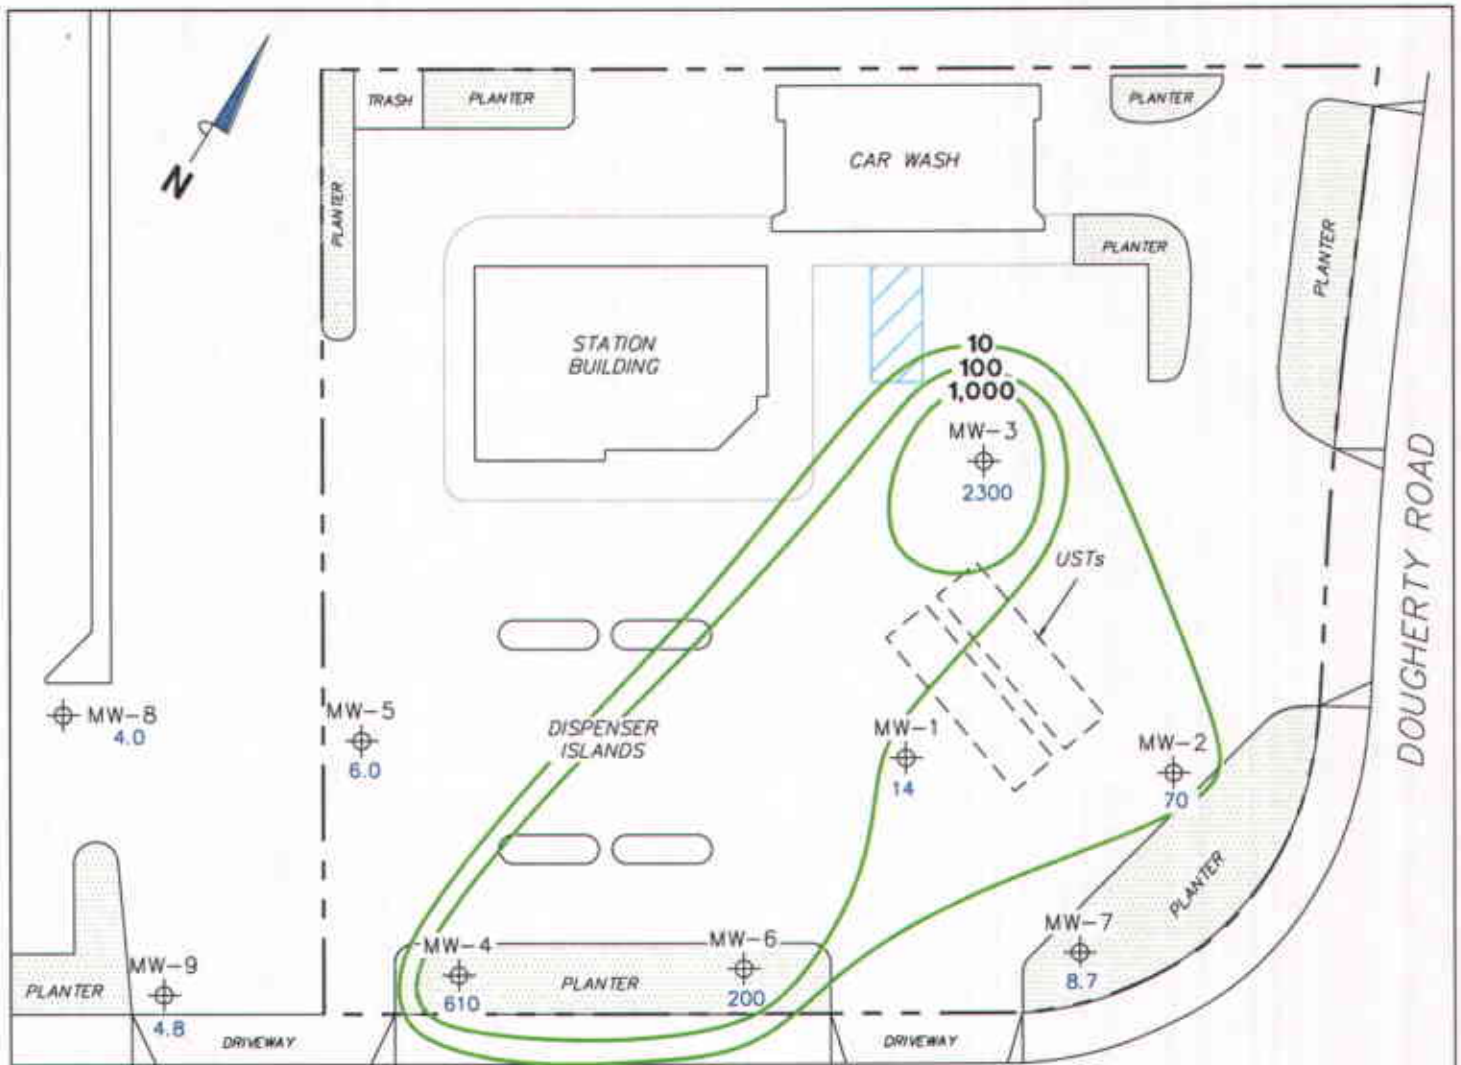 TRASH
PLANTER
PLANTER
N
PLANTER
CAR WASH
PLANTER
PLANTER
STATION
BUILDING
10
100
1,000
MW-3
2300
USTs
DOUGHERTY ROAD
MW-8
4.0
MW-5
6.0
DISPENSER
ISLANDS
MW-1
14
MW-2
70
PLANTER
MW-9
4.8
PLANTER
MW-4
610
PLANTER
MW-6
200
MW-7
8.7
PLANTER
DRIVEWAY
DRIVEWAY